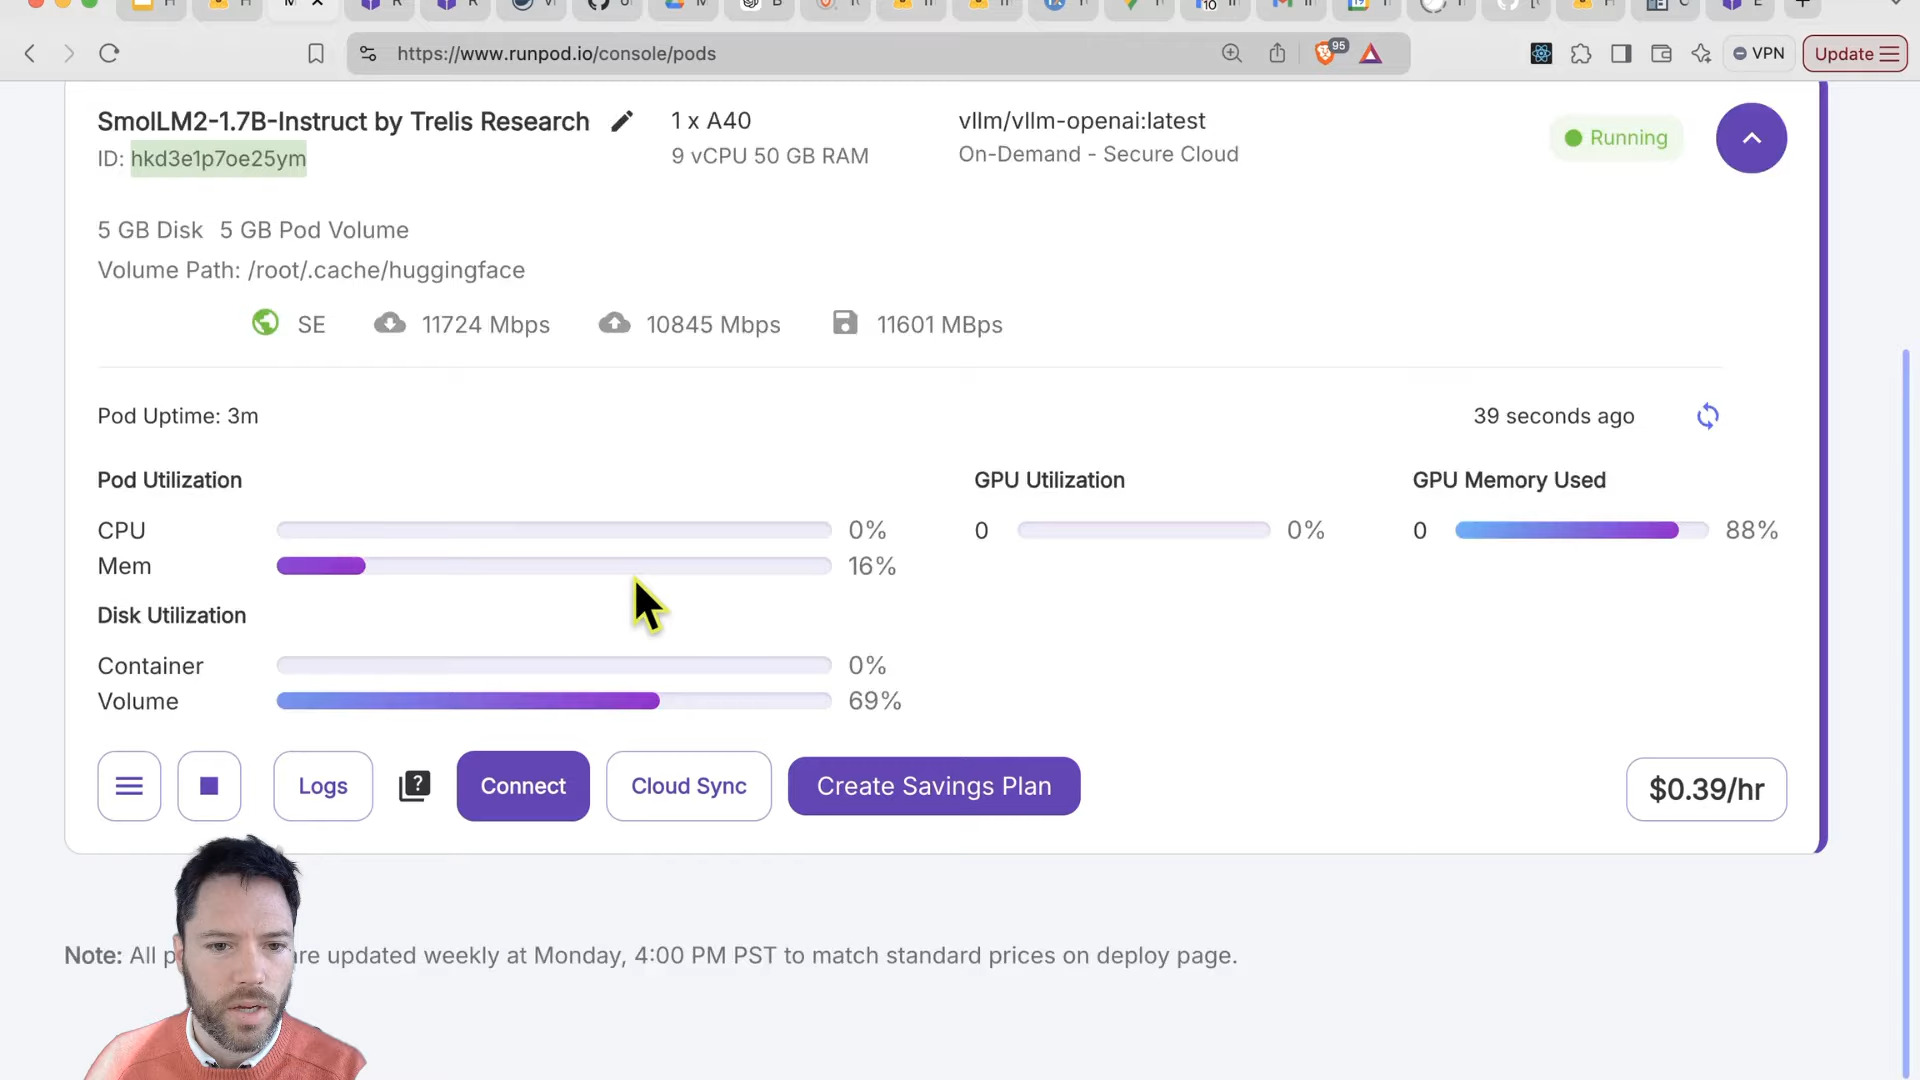 https://www.runpod.io/console/pods
95
VPN
Update
SmolLM2-1.7B-Instruct by Trelis Research
1 x A40
vllm/vllm-openai:latest
Running
ID: hkd3e1p7oe25ym
9 vCPU 50 GB RAM
On-Demand - Secure Cloud
5 GB Disk 5 GB Pod Volume
Volume Path: /root/.cache/huggingface
SE 11724 Mbps 10845 Mbps 11601 MBps
Pod Uptime: 3m
39 seconds ago
Pod Utilization
GPU Utilization
GPU Memory Used
CPU 0%
0 0%
0 88%
Mem 16%
Disk Utilization
Container 0%
Volume 69%
Logs
?
Connect
Cloud Sync
Create Savings Plan
$0.39/hr
Note: All p re updated weekly at Monday, 4:00 PM PST to match standard prices on deploy page.